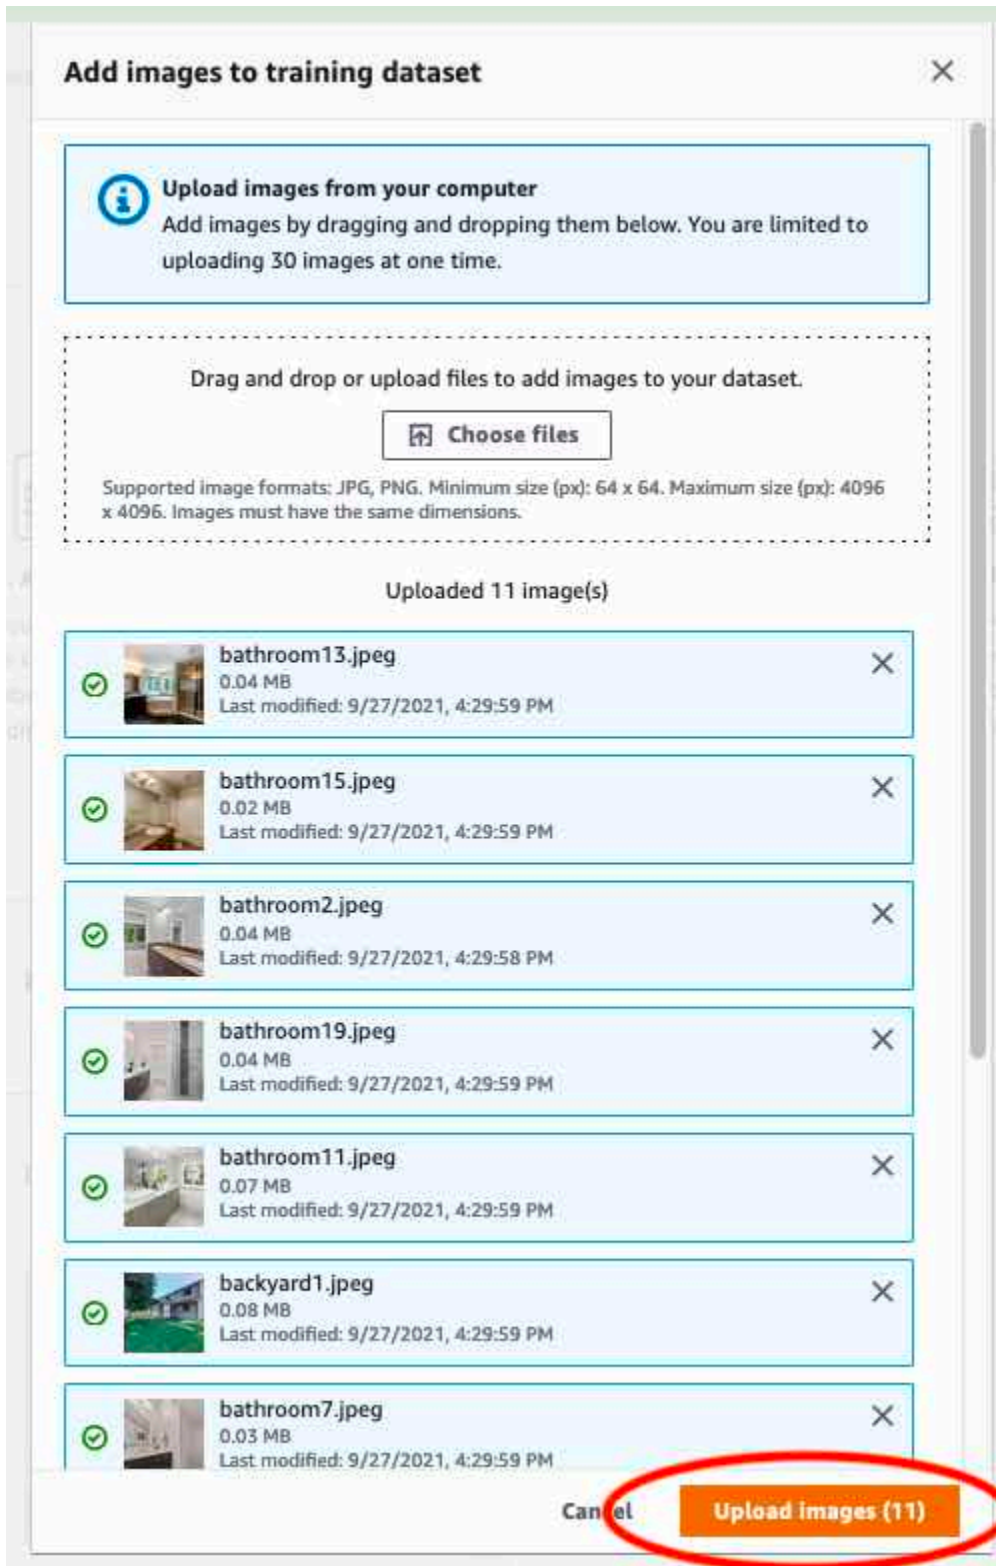 Add images to training dataset
Upload images from your computer
Add images by dragging and dropping them below. You are limited to
uploading 30 images at one time.
Drag and drop or upload files to add images to your dataset.
Choose files
Supported image formats: JPG, PNG. Minimum size (px): 64 x 64. Maximum size (px): 4096
x 4096. Images must have the same dimensions.
Uploaded 11 image(s)
bathroom13.jpeg
0.04 MB
Last modified: 9/27/2021, 4:29:59 PM
bathroom15.jpeg
0.02 MB
Last modified: 9/27/2021, 4:29:59 PM
bathroom2.jpeg
0.04 MB
Last modified: 9/27/2021, 4:29:58 PM
bathroom19.jpeg
0.04 MB
Last modified: 9/27/2021, 4:29:59 PM
bathroom11.jpeg
0.07 MB
Last modified: 9/27/2021, 4:29:59 PM
backyard1.jpeg
0.08 MB
Last modified: 9/27/2021, 4:29:59 PM
bathroom7.jpeg
0.03 MB
Last modified: 9/27/2021, 4:29:59 PM
Cancel Upload images (11)